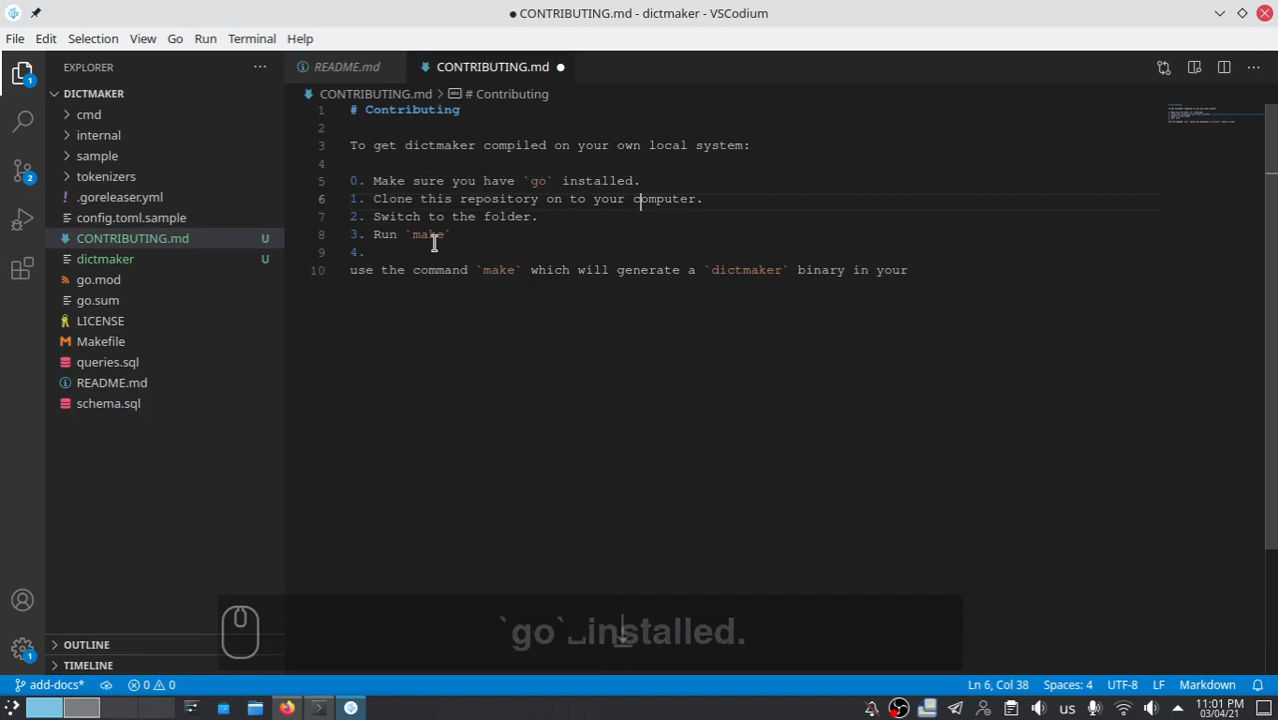 ● CONTRIBUTING.md - dictmaker - VSCodium
File Edit Selection View Go Run Terminal Help
EXPLORER
README.md
CONTRIBUTING.md ●
DICTMAKER
CONTRIBUTING.md > # Contributing
cmd
internal
sample
tokenizers
.goreleaser.yml
config.toml.sample
CONTRIBUTING.md U
dictmaker U
go.mod
go.sum
LICENSE
Makefile
queries.sql
README.md
schema.sql
1 # Contributing
2
3 To get dictmaker compiled on your own local system:
4
5 0. Make sure you have `go` installed.
6 1. Clone this repository on to your computer.
7 2. Switch to the folder.
8 3. Run `make`
9 4.
10 use the command `make` which will generate a `dictmaker` binary in your
1
2
1
`go`␣installed.
OUTLINE
TIMELINE
add-docs* 0 0 Ln 6, Col 38 Spaces: 4 UTF-8 LF Markdown
us 11:01 PM
03/04/21